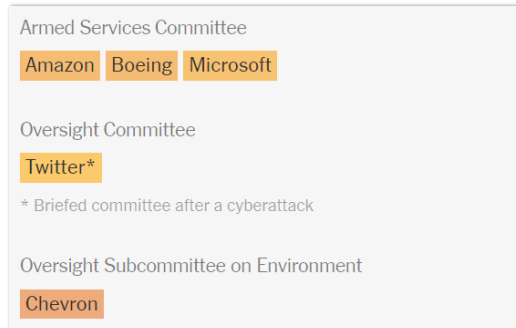 Armed Services Committee
Amazon Boeing Microsoft
Oversight Committee
Twitter*
* Briefed committee after a cyberattack
Oversight Subcommittee on Environment
Chevron